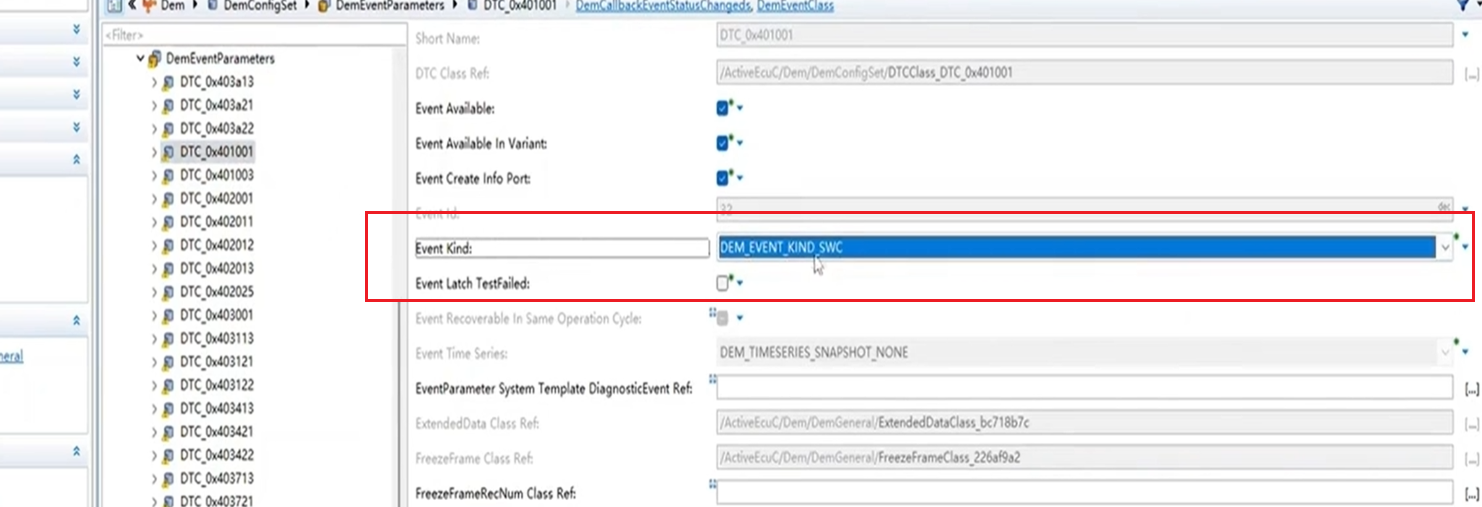 Dem DemConfigSet DemEventParameters DTC_0x401001 DemCallbackEventStatusChangeds, DemEventClass
<Filter>
DemEventParameters
DTC_0x403a13
DTC_0x403a21
DTC_0x403a22
DTC_0x401001
DTC_0x401003
DTC_0x402001
DTC_0x402011
DTC_0x402012
DTC_0x402013
DTC_0x402025
DTC_0x403001
DTC_0x403113
DTC_0x403121
DTC_0x403122
DTC_0x403413
DTC_0x403421
DTC_0x403422
DTC_0x403713
DTC_0x403721
neral
Short Name: DTC_0x401001
DTC Class Ref: /ActiveEcuC/Dem/DemConfigSet/DTCClass_DTC_0x401001 [...]
Event Available:
Event Available In Variant:
Event Create Info Port:
Event Id: 32 dec
Event Kind: DEM_EVENT_KIND_SWC
Event Latch TestFailed:
Event Recoverable In Same Operation Cycle:
Event Time Series: DEM_TIMESERIES_SNAPSHOT_NONE
EventParameter System Template DiagnosticEvent Ref: [...]
ExtendedData Class Ref: /ActiveEcuC/Dem/DemGeneral/ExtendedDataClass_bc718b7c [...]
FreezeFrame Class Ref: /ActiveEcuC/Dem/DemGeneral/FreezeFrameClass_226af9a2 [...]
FreezeFrameRecNum Class Ref: [...]